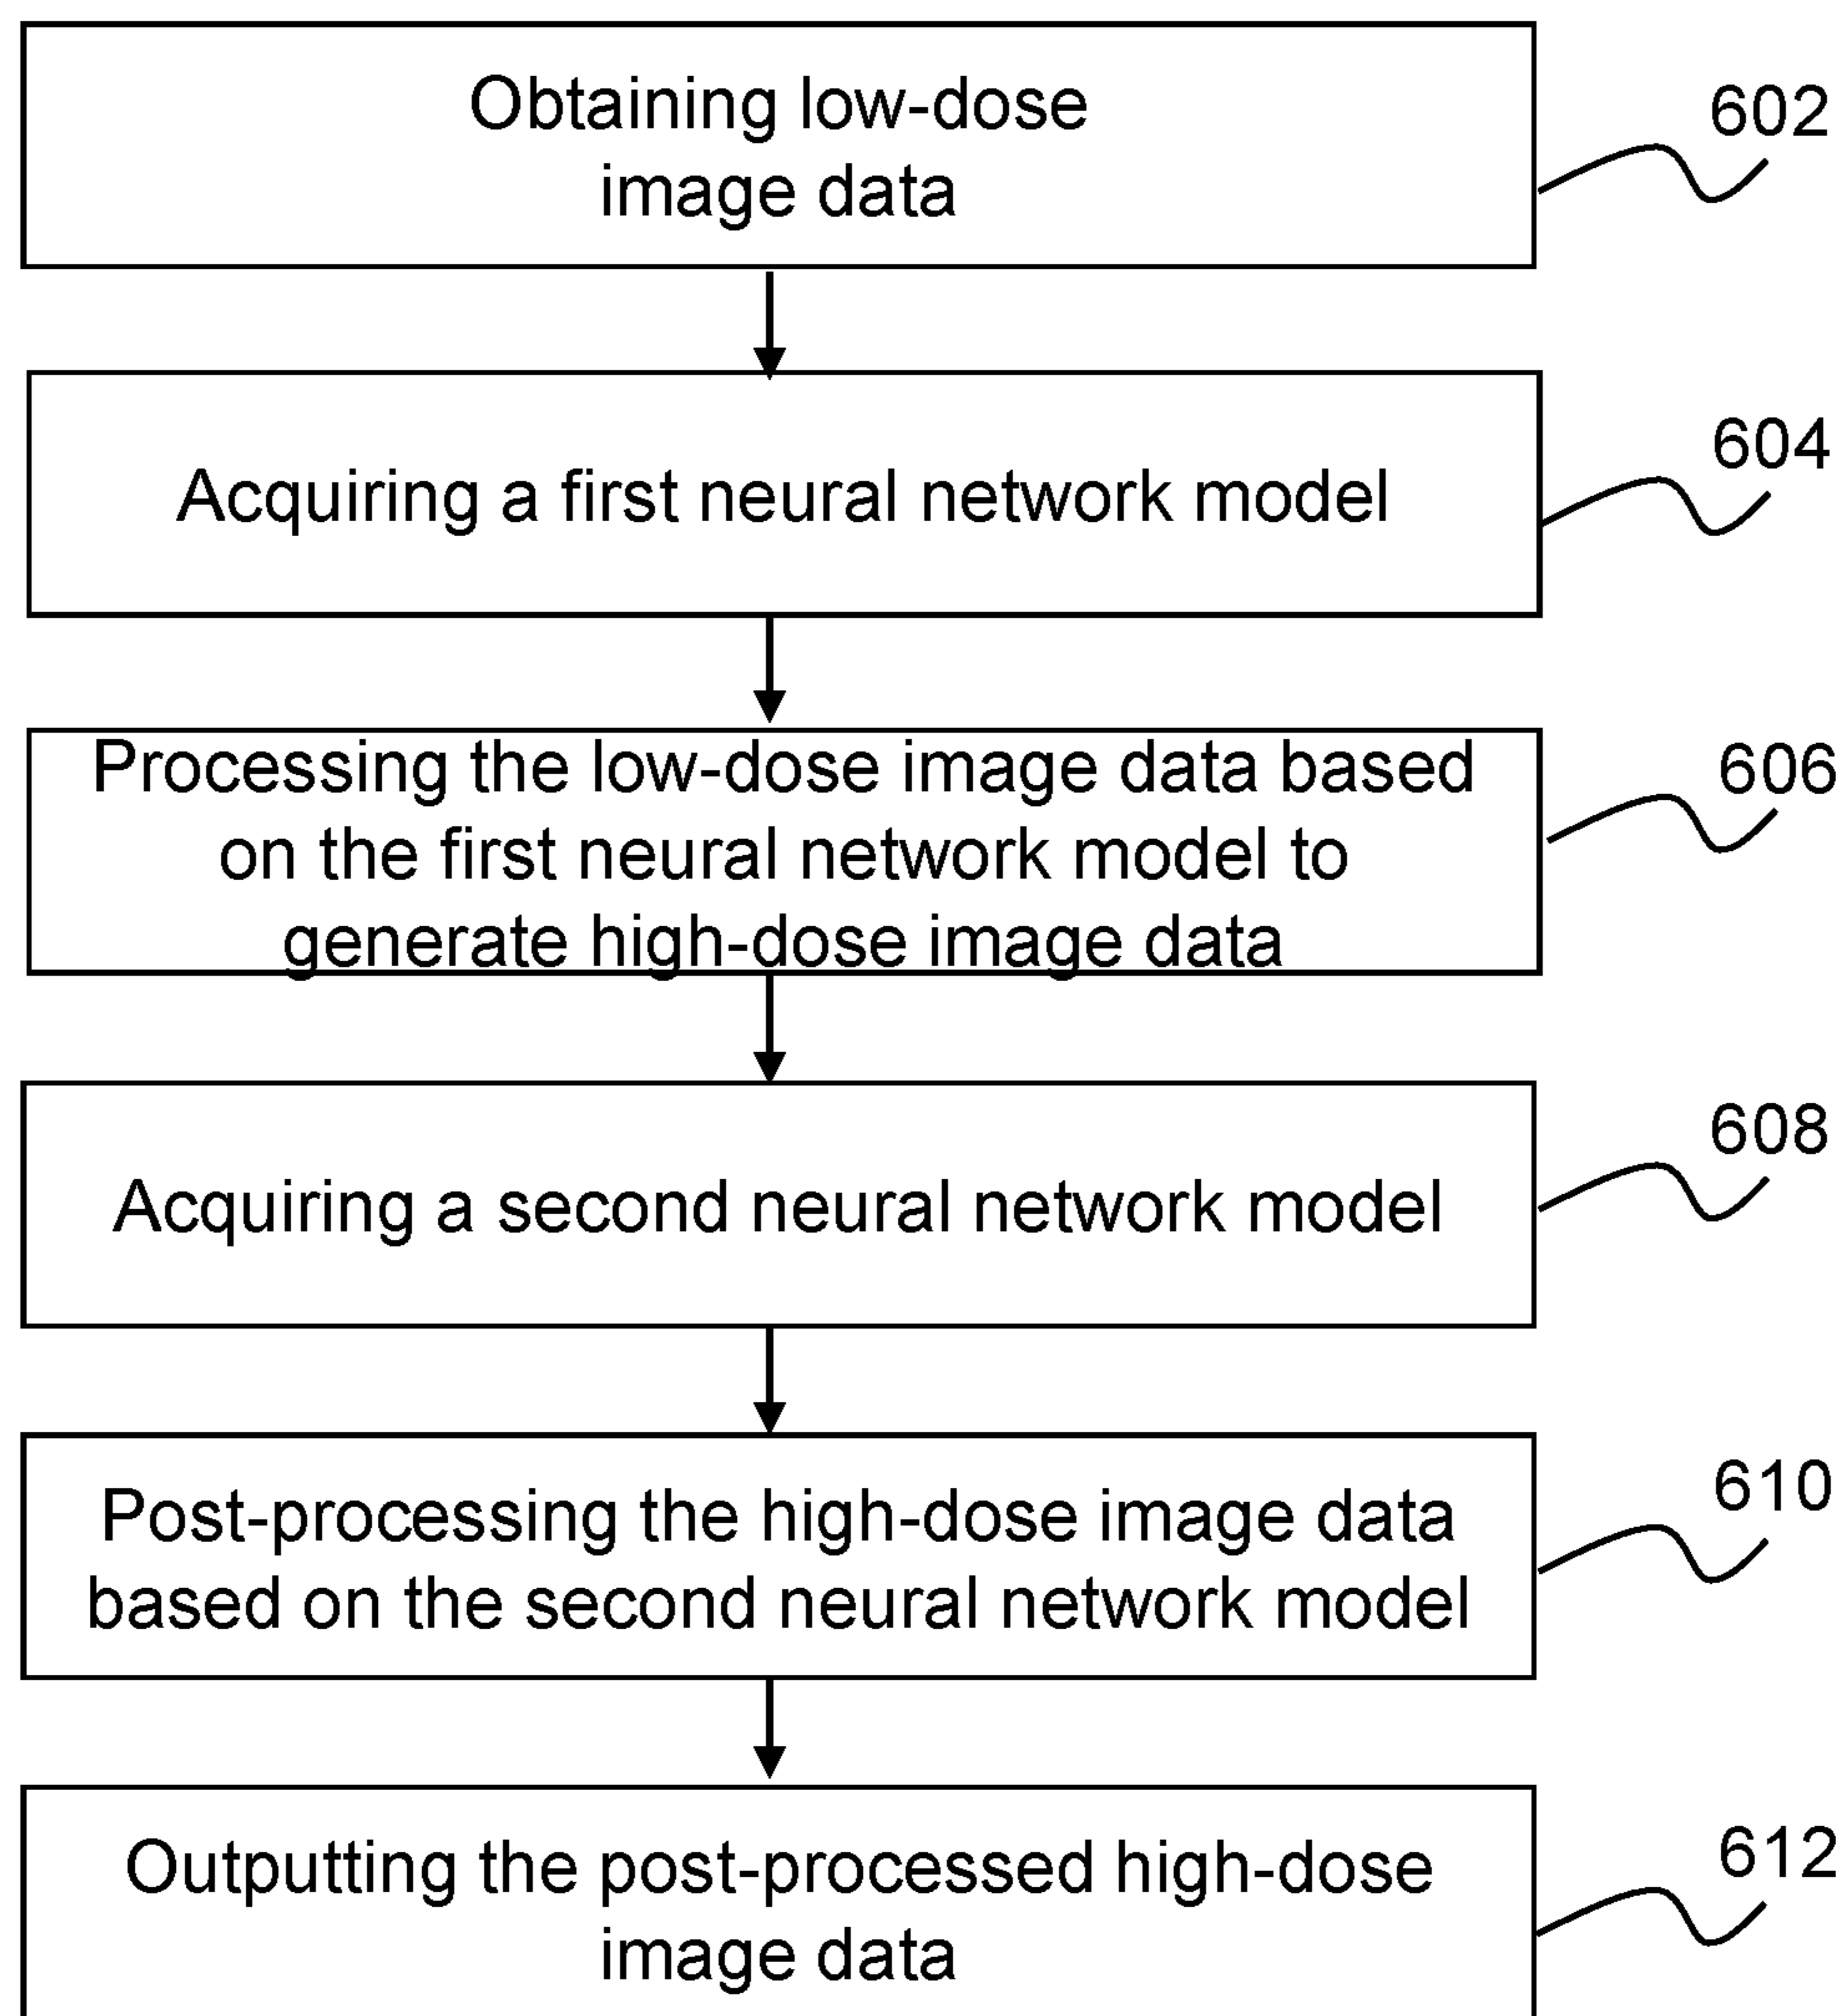 Obtaining low-dose
image data
602
Acquiring a first neural network model
604
Processing the low-dose image data based
on the first neural network model to
generate high-dose image data
606
Acquiring a second neural network model
608
Post-processing the high-dose image data
based on the second neural network model
610
Outputting the post-processed high-dose
image data
612